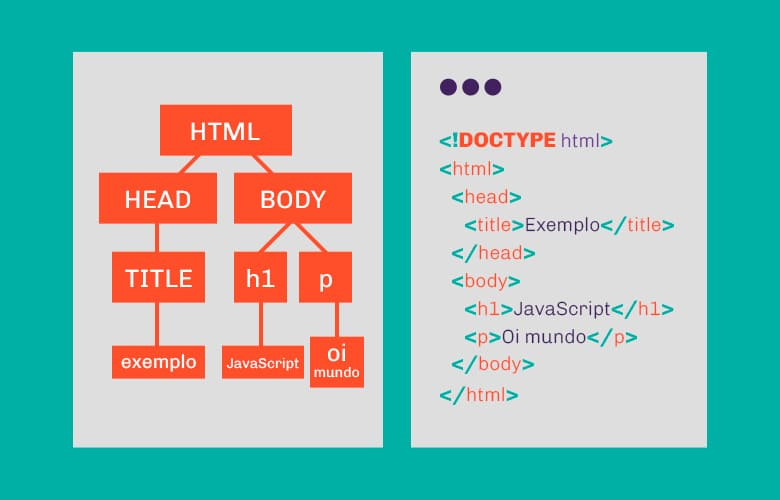 HTML
HEAD
BODY
TITLE
h1
p
exemplo
JavaScript
oi
mundo
<!DOCTYPE html>
<html>
<head>
<title>Exemplo</title>
</head>
<body>
<h1>JavaScript</h1>
<p>Oi mundo</p>
</body>
</html>